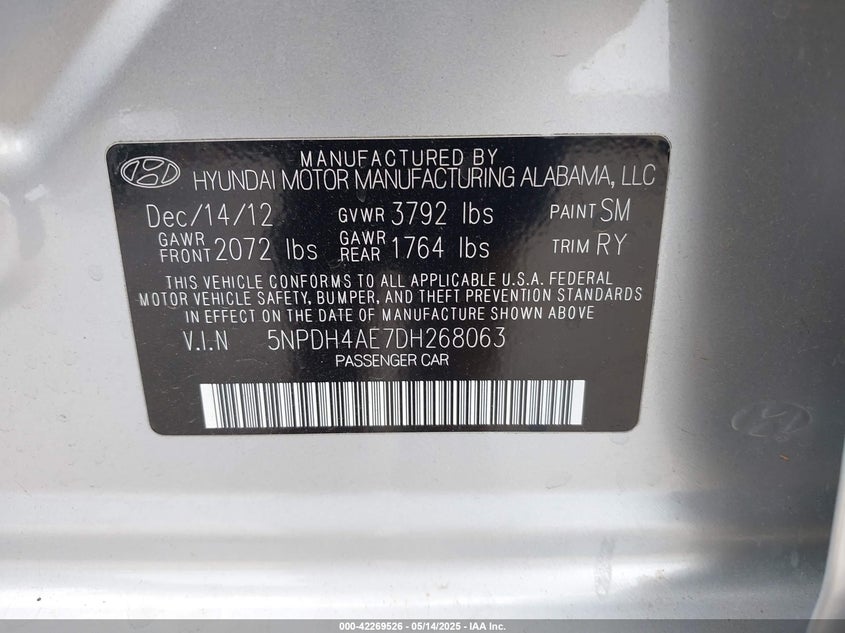 MANUFACTURED BY
HYUNDAI MOTOR MANUFACTURING ALABAMA, LLC
Dec/14/12 GVWR 3792 lbs PAINT SM
GAWR FRONT 2072 lbs GAWR REAR 1764 lbs TRIM RY
THIS VEHICLE CONFORMS TO ALL APPLICABLE U.S.A. FEDERAL
MOTOR VEHICLE SAFETY, BUMPER, AND THEFT PREVENTION STANDARDS
IN EFFECT ON THE DATE OF MANUFACTURE SHOWN ABOVE.
V.I.N 5NPDH4AE7DH268063
PASSENGER CAR
000-42269526 - 05/14/2025 - IAA Inc.